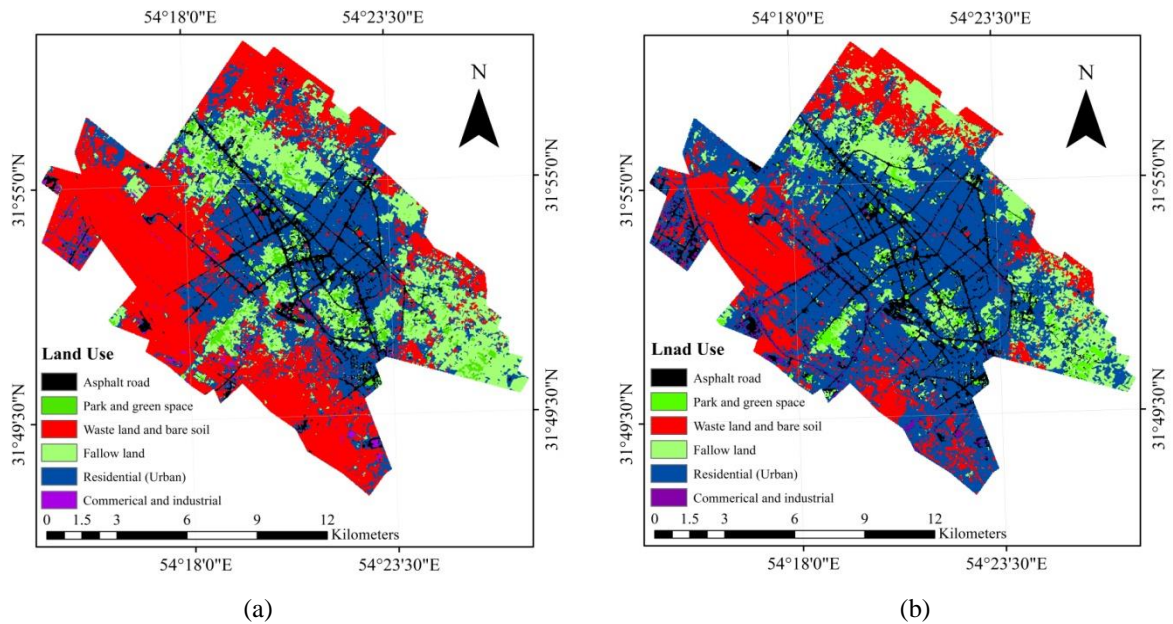 54°18'0"E 54°23'30"E
N
31°55'0"N
31°55'0"N
31°49'30"N
31°49'30"N
Land Use
Asphalt road
Park and green space
Waste land and bare soil
Fallow land
Residential (Urban)
Commerical and industrial
0 1.5 3 6 9 12
Kilometers
54°18'0"E 54°23'30"E
(a)
54°18'0"E 54°23'30"E
N
31°55'0"N
31°55'0"N
31°49'30"N
31°49'30"N
Lnad Use
Asphalt road
Park and green space
Waste land and bare soil
Fallow land
Residential (Urban)
Commerical and industrial
0 1.5 3 6 9 12
Kilometers
54°18'0"E 54°23'30"E
(b)